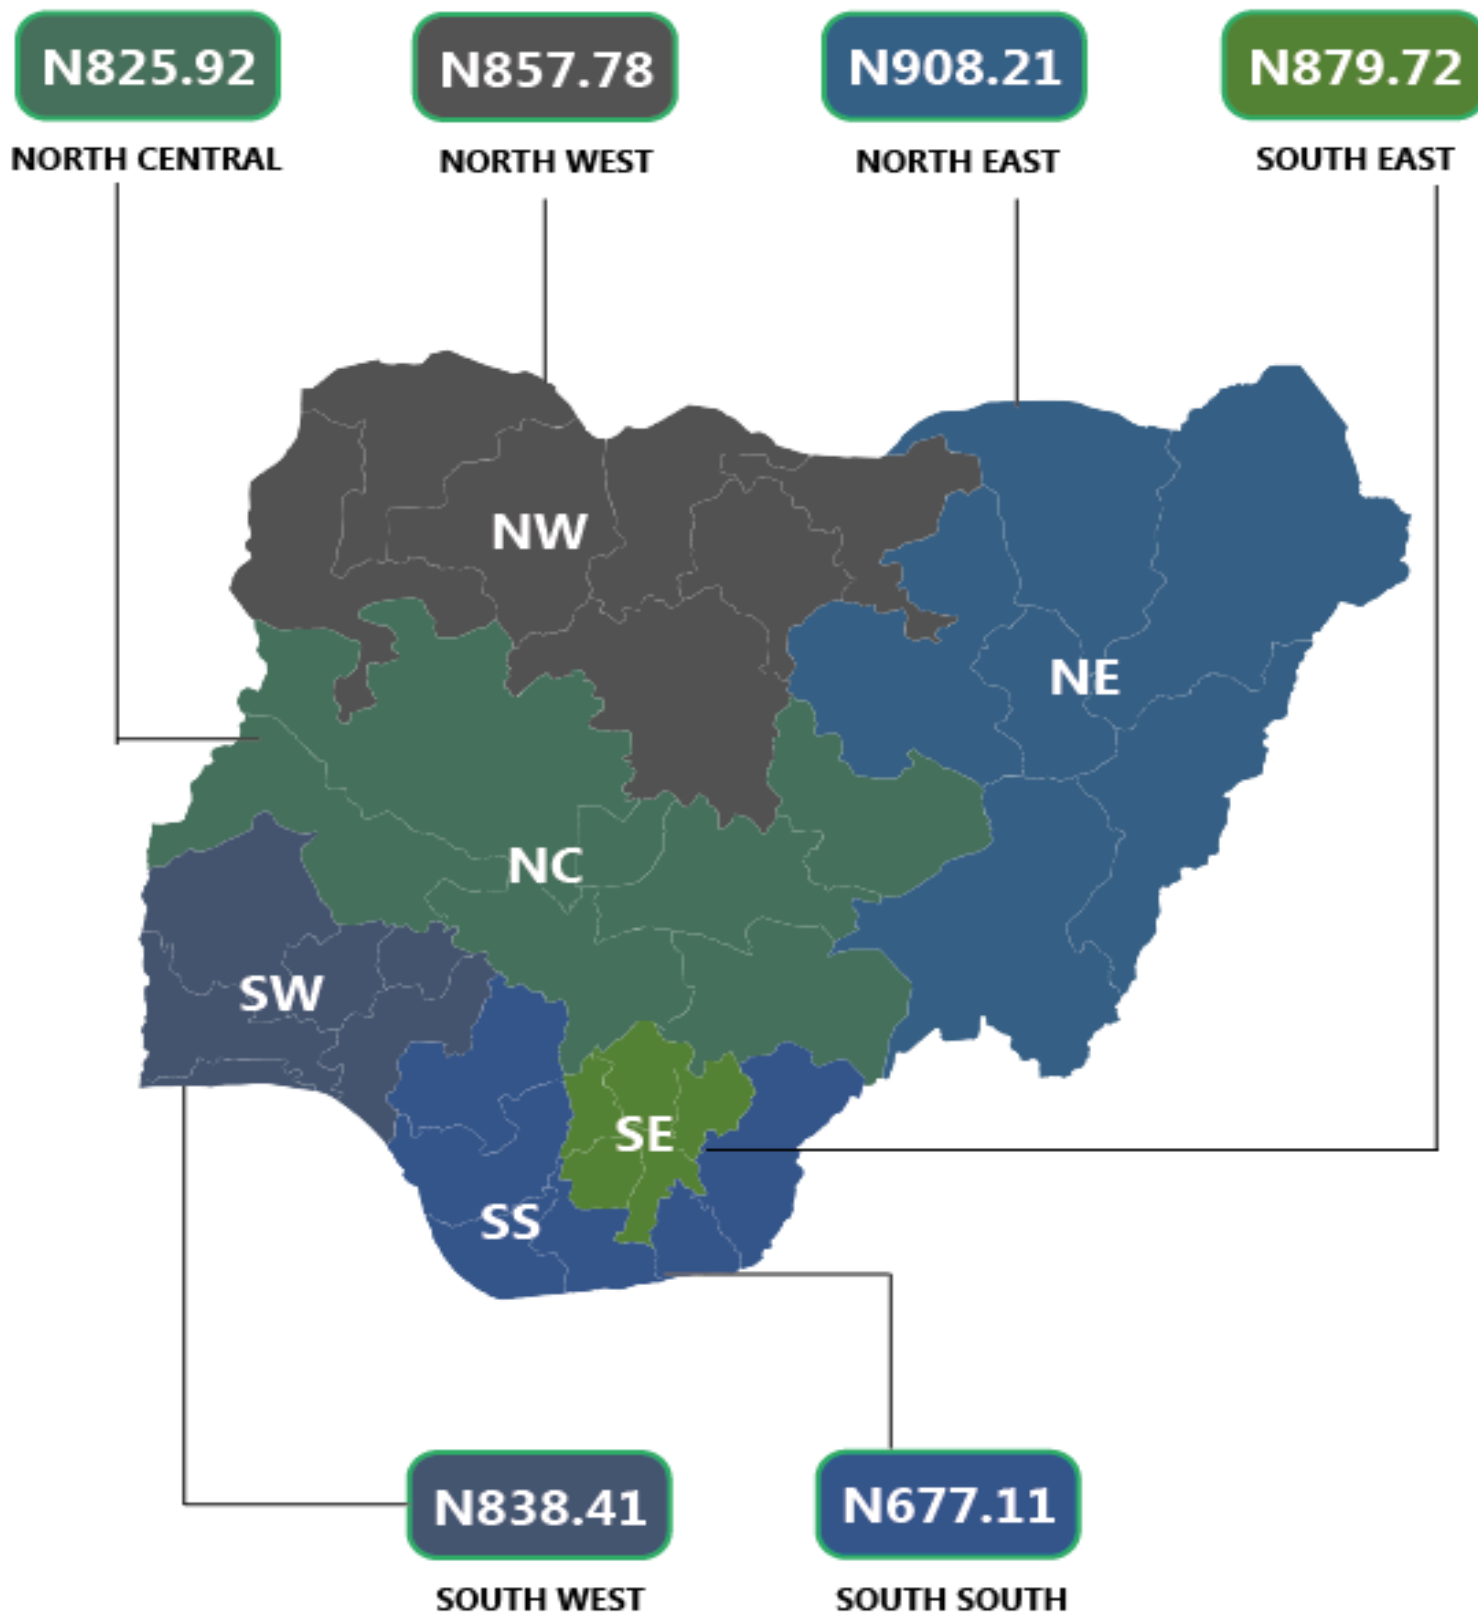 N825.92
NORTH CENTRAL
N857.78
NORTH WEST
N908.21
NORTH EAST
N879.72
SOUTH EAST
NW
NE
NC
SW
SE
SS
N838.41
SOUTH WEST
N677.11
SOUTH SOUTH